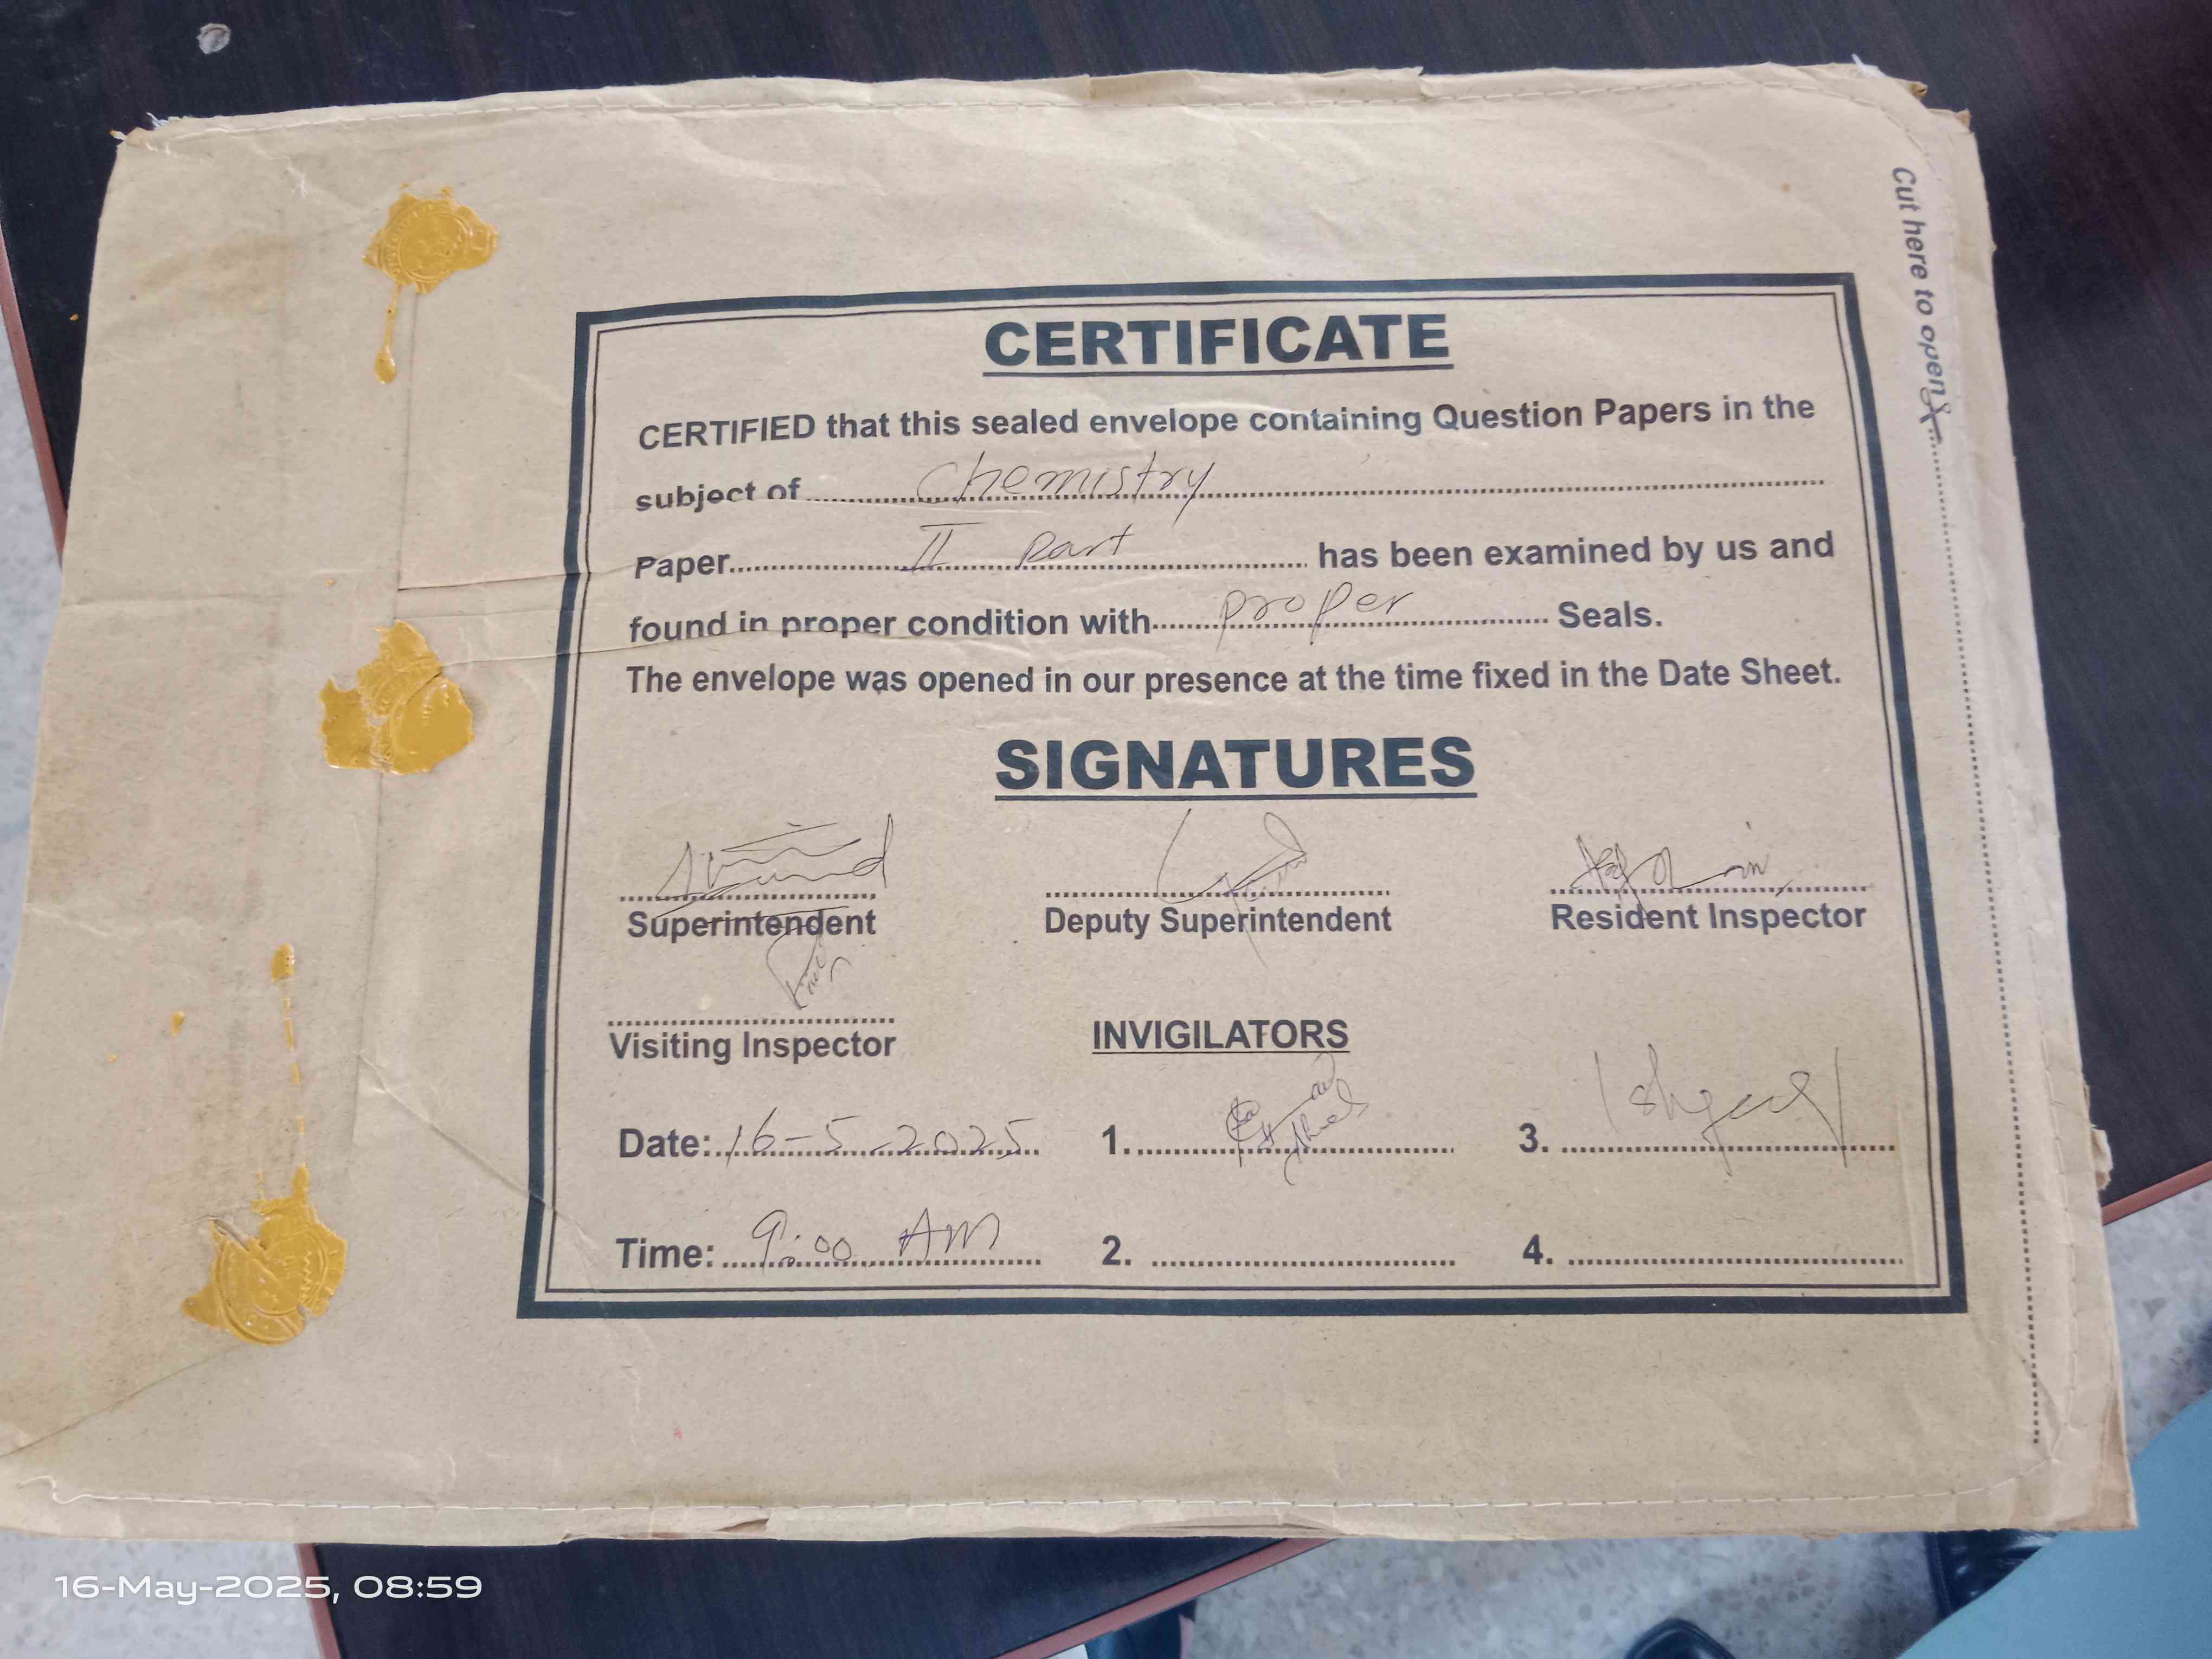 Cut here to open
CERTIFICATE
CERTIFIED that this sealed envelope containing Question Papers in the
subject of Chemistry
Paper II Part has been examined by us and
found in proper condition with proper Seals.
The envelope was opened in our presence at the time fixed in the Date Sheet.
SIGNATURES
Superintendent Deputy Superintendent Resident Inspector
Visiting Inspector INVIGILATORS
Date: 16-5-2025 1. 3.
Time: 9:00 AM 2. 4.
16-May-2025, 08:59